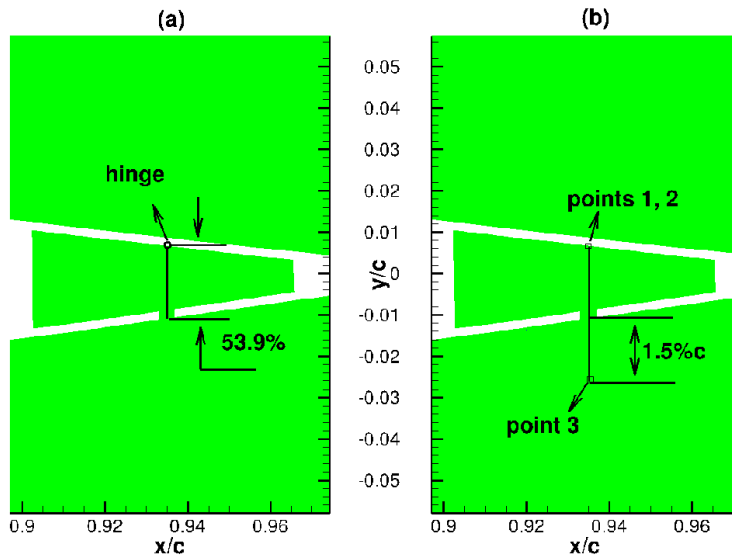 (a)
(b)
hinge
53.9%
0.05
0.04
0.03
0.02
0.01
0
-0.01
-0.02
-0.03
-0.04
-0.05
y/c
points 1, 2
1.5%c
point 3
0.9 0.92 0.94 0.96
x/c
0.9 0.92 0.94 0.96
x/c